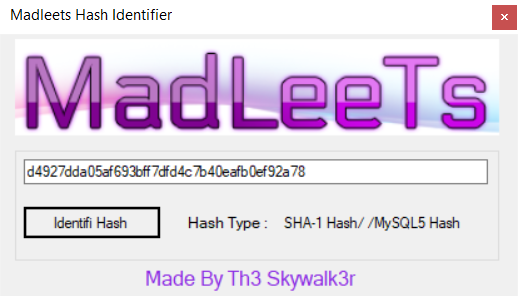 Madleets Hash Identifier
MadLeeTs
d4927dda05af693bff7dfd4c7b40eafb0ef92a78
Identifi Hash Hash Type : SHA-1 Hash/ /MySQL5 Hash
Made By Th3 Skywalk3r